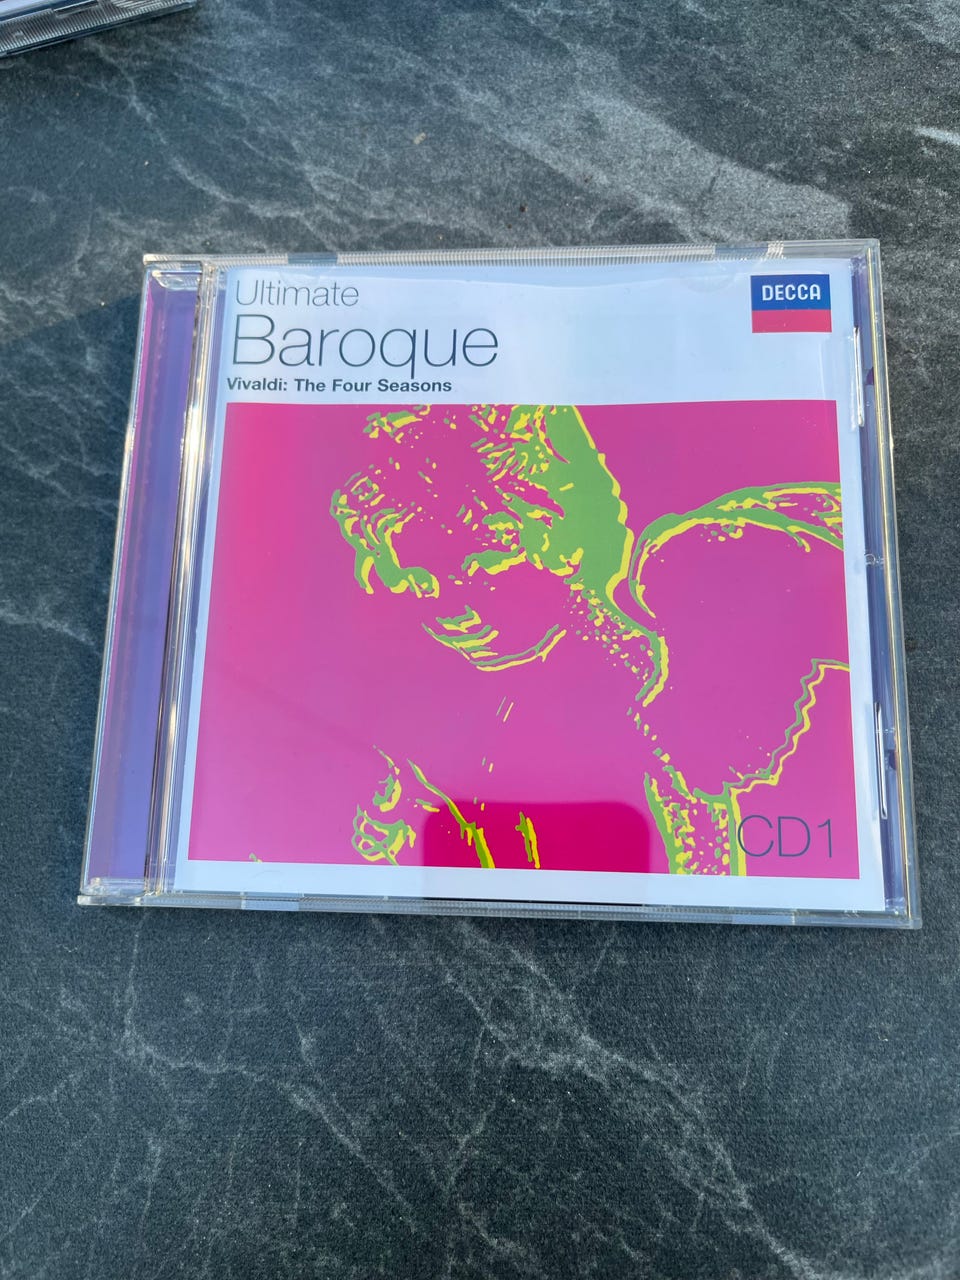 Ultimate
DECCA
Baroque
Vivaldi: The Four Seasons
CD1